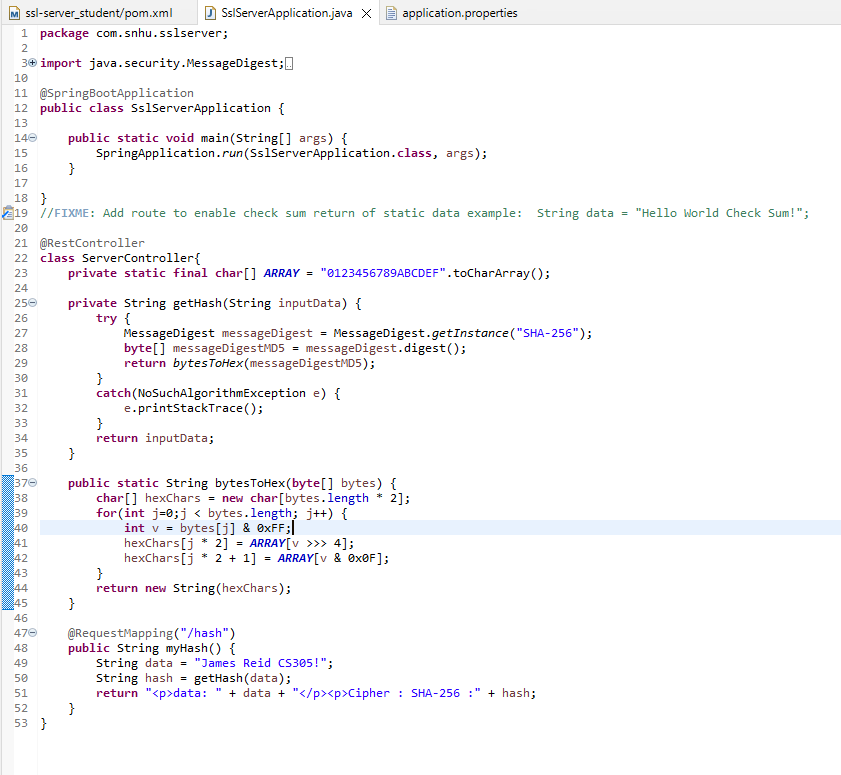 ssl-server_student/pom.xml SslServerApplication.java application.properties
1 package com.snhu.sslserver;
2
3 import java.security.MessageDigest;
10
11 @SpringBootApplication
12 public class SslServerApplication {
13
14     public static void main(String[] args) {
15         SpringApplication.run(SslServerApplication.class, args);
16     }
17
18 }
19 //FIXME: Add route to enable check sum return of static data example:  String data = "Hello World Check Sum!";
20
21 @RestController
22 class ServerController{
23     private static final char[] ARRAY = "0123456789ABCDEF".toCharArray();
24
25     private String getHash(String inputData) {
26         try {
27             MessageDigest messageDigest = MessageDigest.getInstance("SHA-256");
28             byte[] messageDigestMD5 = messageDigest.digest();
29             return bytesToHex(messageDigestMD5);
30         }
31         catch(NoSuchAlgorithmException e) {
32             e.printStackTrace();
33         }
34         return inputData;
35     }
36
37     public static String bytesToHex(byte[] bytes) {
38         char[] hexChars = new char[bytes.length * 2];
39         for(int j=0;j < bytes.length; j++) {
40             int v = bytes[j] & 0xFF;
41             hexChars[j * 2] = ARRAY[v >>> 4];
42             hexChars[j * 2 + 1] = ARRAY[v & 0x0F];
43         }
44         return new String(hexChars);
45     }
46
47     @RequestMapping("/hash")
48     public String myHash() {
49         String data = "James Reid CS305!";
50         String hash = getHash(data);
51         return "<p>data: " + data + "</p><p>Cipher : SHA-256 :" + hash;
52     }
53 }